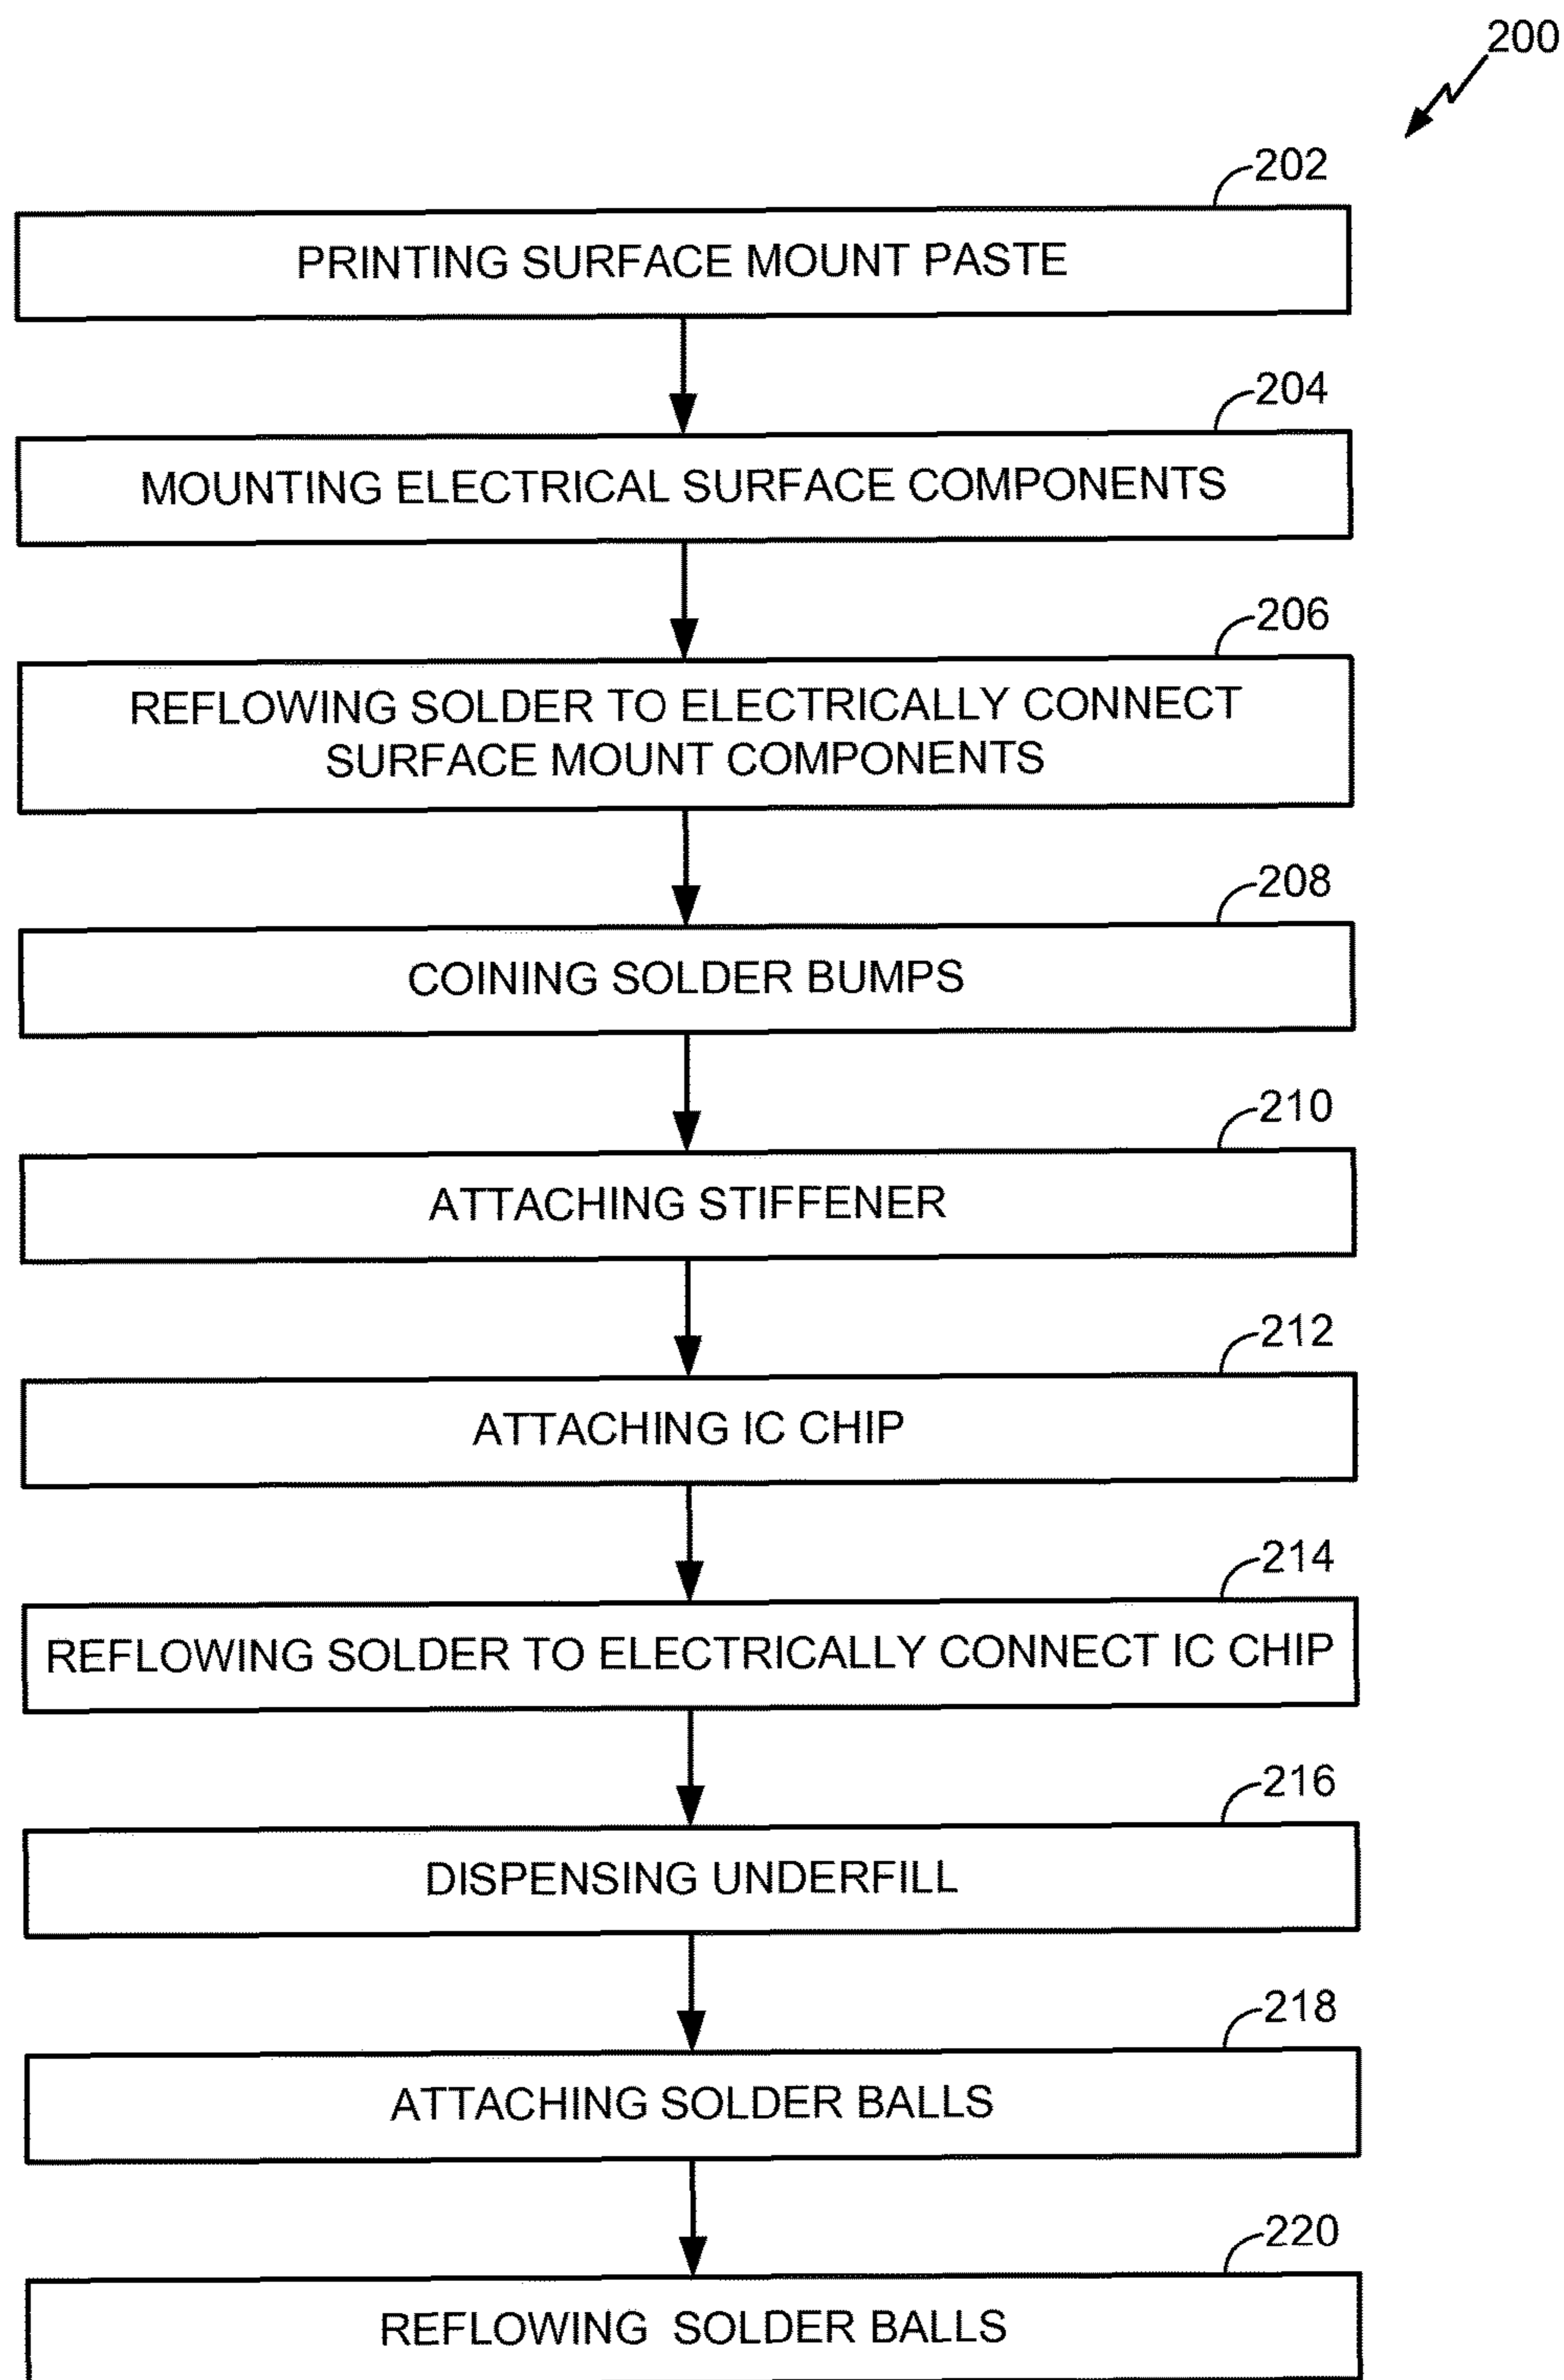 200
202
PRINTING SURFACE MOUNT PASTE
204
MOUNTING ELECTRICAL SURFACE COMPONENTS
206
REFLOWING SOLDER TO ELECTRICALLY CONNECT
SURFACE MOUNT COMPONENTS
208
COINING SOLDER BUMPS
210
ATTACHING STIFFENER
212
ATTACHING IC CHIP
214
REFLOWING SOLDER TO ELECTRICALLY CONNECT IC CHIP
216
DISPENSING UNDERFILL
218
ATTACHING SOLDER BALLS
220
REFLOWING SOLDER BALLS